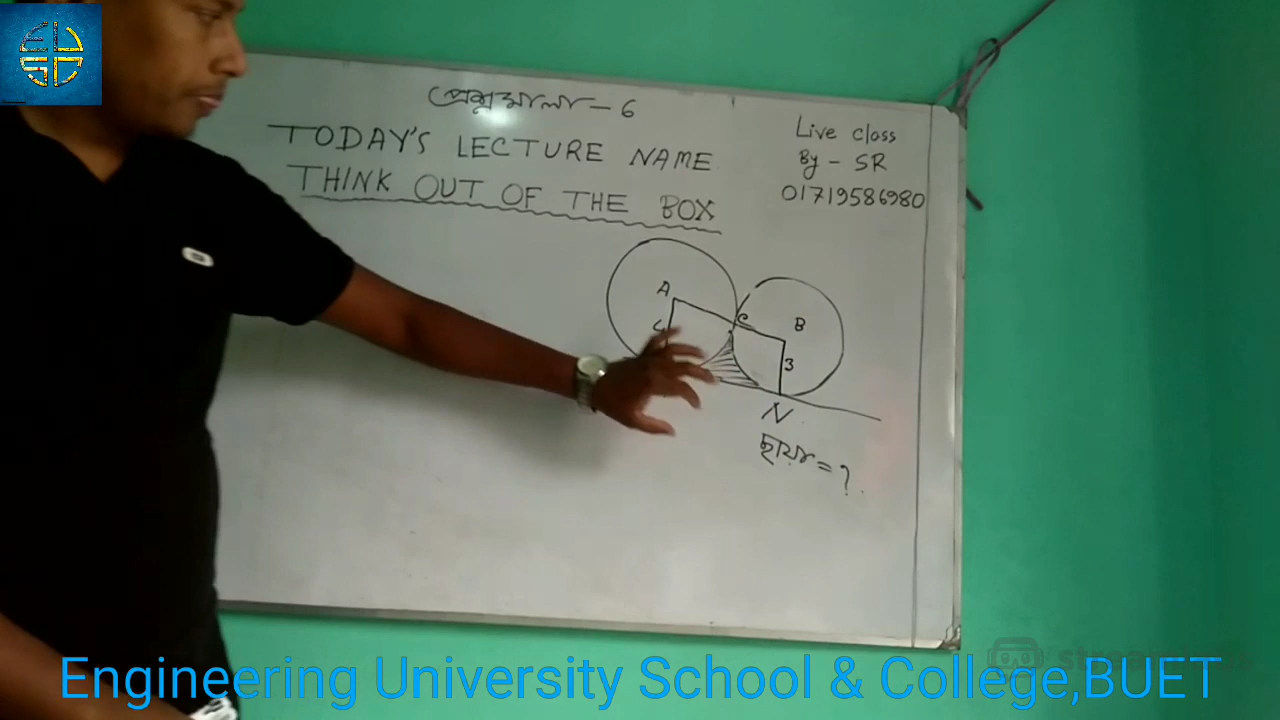 প্রশ্নমালা - 6
TODAY'S LECTURE NAME
THINK OUT OF THE BOX
Live class
By - SR
01719586980
A
C
B
3
N
ছায়া = ?
Engineering University School & College,BUET